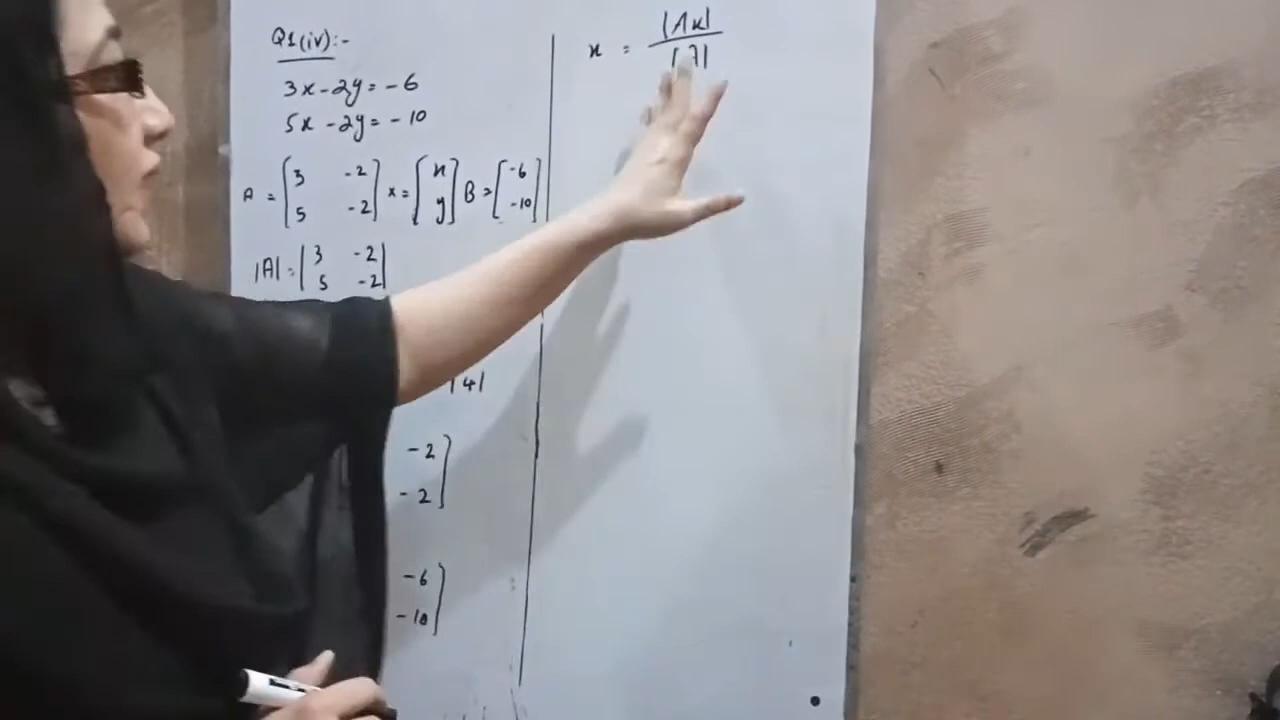 Q1(iv):-
3x - 2y = -6
5x - 2y = -10
A = [3 -2
5 -2] x = [x
y] B = [-6
-10]
|A| = |3 -2
5 -2|
|4|
-2]
-2]
-6]
-10]
x = |Ax|
|A|